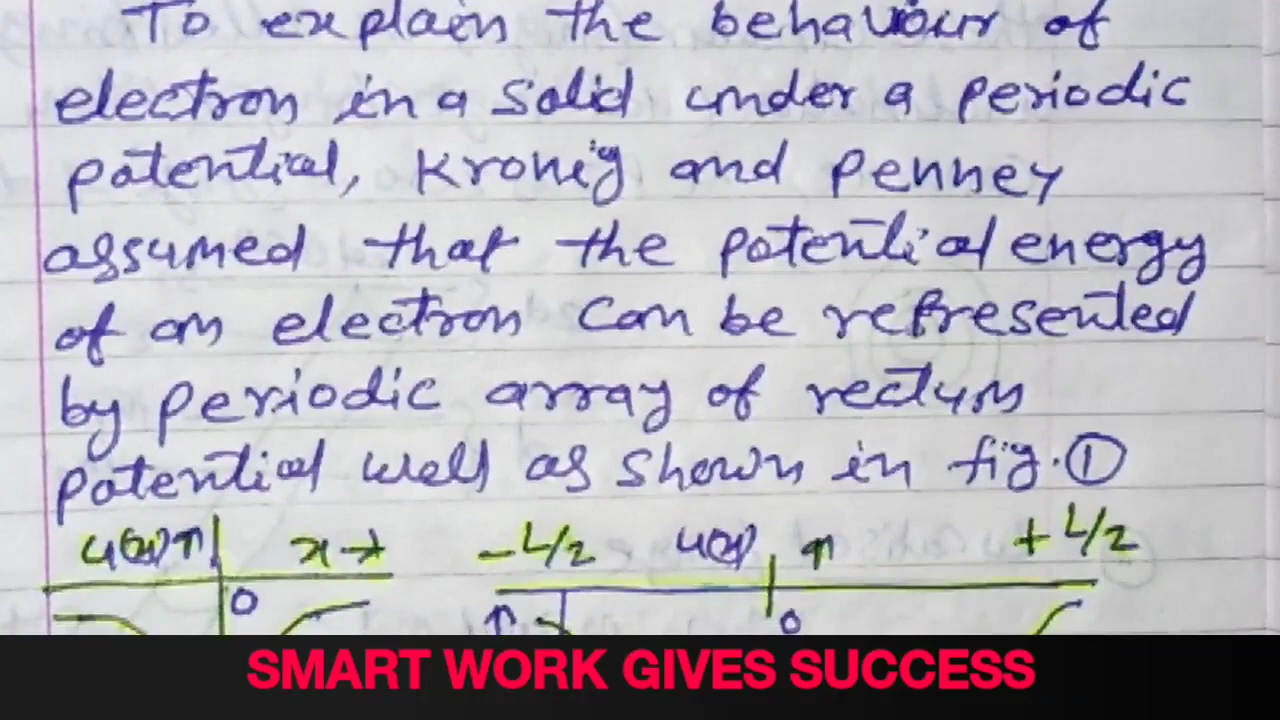 To explain the behaviour of
electron in a solid under a periodic
potential, Kronig and Penney
assumed that the potential energy
of an electron can be represented
by periodic array of rectum
potential well as shown in fig. ①
u(x)↑ x→ -L/2 u(x) ↑ +L/2
0 0
SMART WORK GIVES SUCCESS